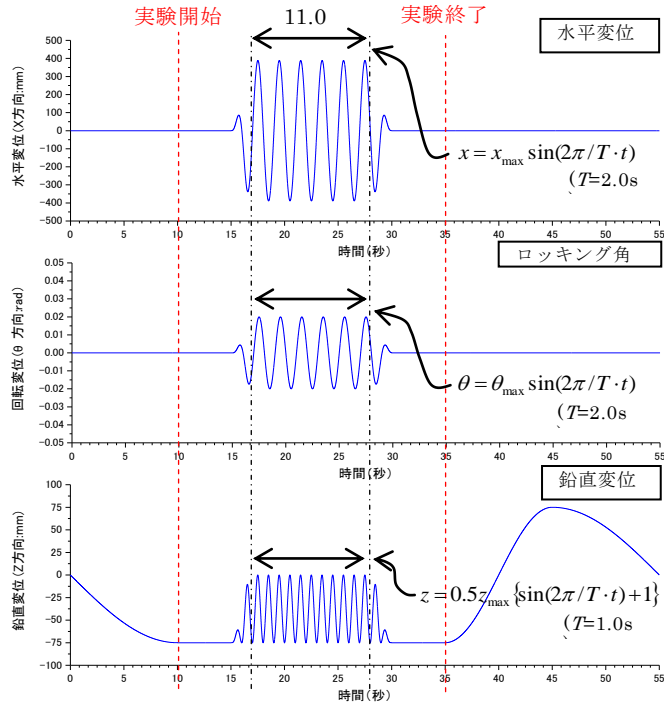 実験開始
11.0
実験終了
水平変位
水平変位(X方向:mm)
500
400
300
200
100
0
-100
-200
-300
-400
-500
x = x_max sin(2π/T·t)
(T=2.0s
)
0 5 10 15 20 25 30 35 40 45 50 55
時間(秒)
ロッキング角
回転変位(θ 方向:rad)
0.05
0.04
0.03
0.02
0.01
0.00
-0.01
-0.02
-0.03
-0.04
-0.05
θ = θ_max sin(2π/T·t)
(T=2.0s
)
0 5 10 15 20 25 30 35 40 45 50 55
時間(秒)
鉛直変位
鉛直変位(Z方向:mm)
100
75
50
25
0
-25
-50
-75
-100
z = 0.5z_max {sin(2π/T·t)+1}
(T=1.0s
)
0 5 10 15 20 25 30 35 40 45 50 55
時間(秒)